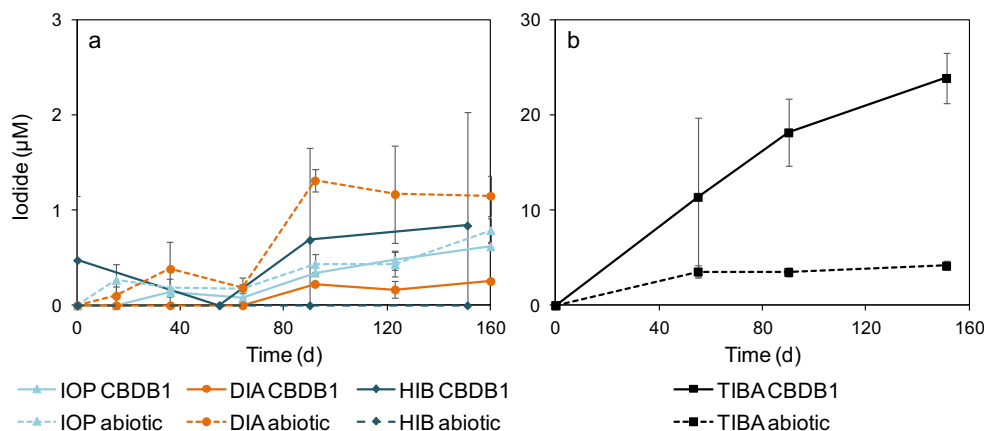 a
b
3
2
1
0
Iodide (µM)
0 40 80 120 160
Time (d)
30
20
10
0
0 40 80 120 160
Time (d)
IOP CBDB1 DIA CBDB1 HIB CBDB1 TIBA CBDB1
IOP abiotic DIA abiotic HIB abiotic TIBA abiotic